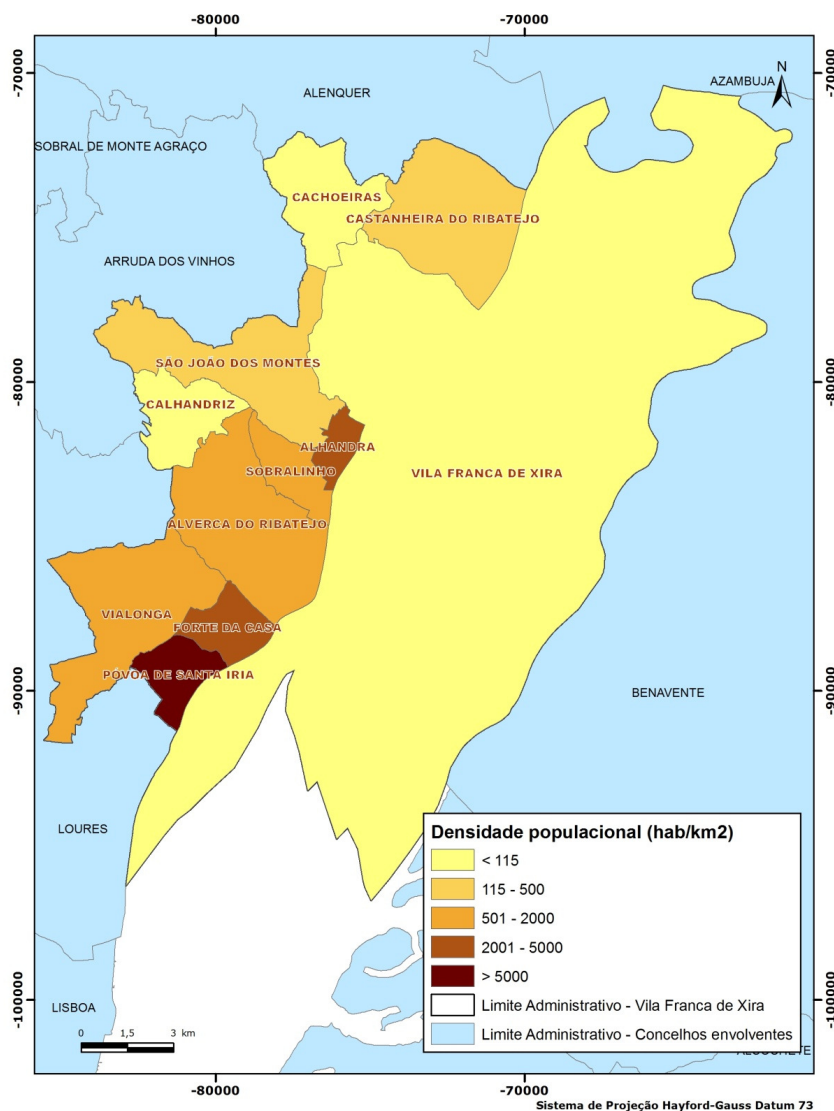 -80000
-70000
-70000
-70000
N
ALENQUER
AZAMBUJA
SOBRAL DE MONTE AGRAÇO
CACHOEIRAS
CASTANHEIRA DO RIBATEJO
ARRUDA DOS VINHOS
SÃO JOÃO DOS MONTES
-80000
-80000
CALHANDRIZ
ALHANDRA
SOBRALINHO
VILA FRANCA DE XIRA
ALVERCA DO RIBATEJO
VIALONGA
FORTE DA CASA
PÓVOA DE SANTA IRIA
-90000
-90000
BENAVENTE
LOURES
Densidade populacional (hab/km2)
< 115
115 - 500
501 - 2000
2001 - 5000
> 5000
Limite Administrativo - Vila Franca de Xira
Limite Administrativo - Concelhos envolventes
-100000
-100000
LISBOA
0 1,5 3 km
-80000
-70000
Sistema de Projeção Hayford-Gauss Datum 73